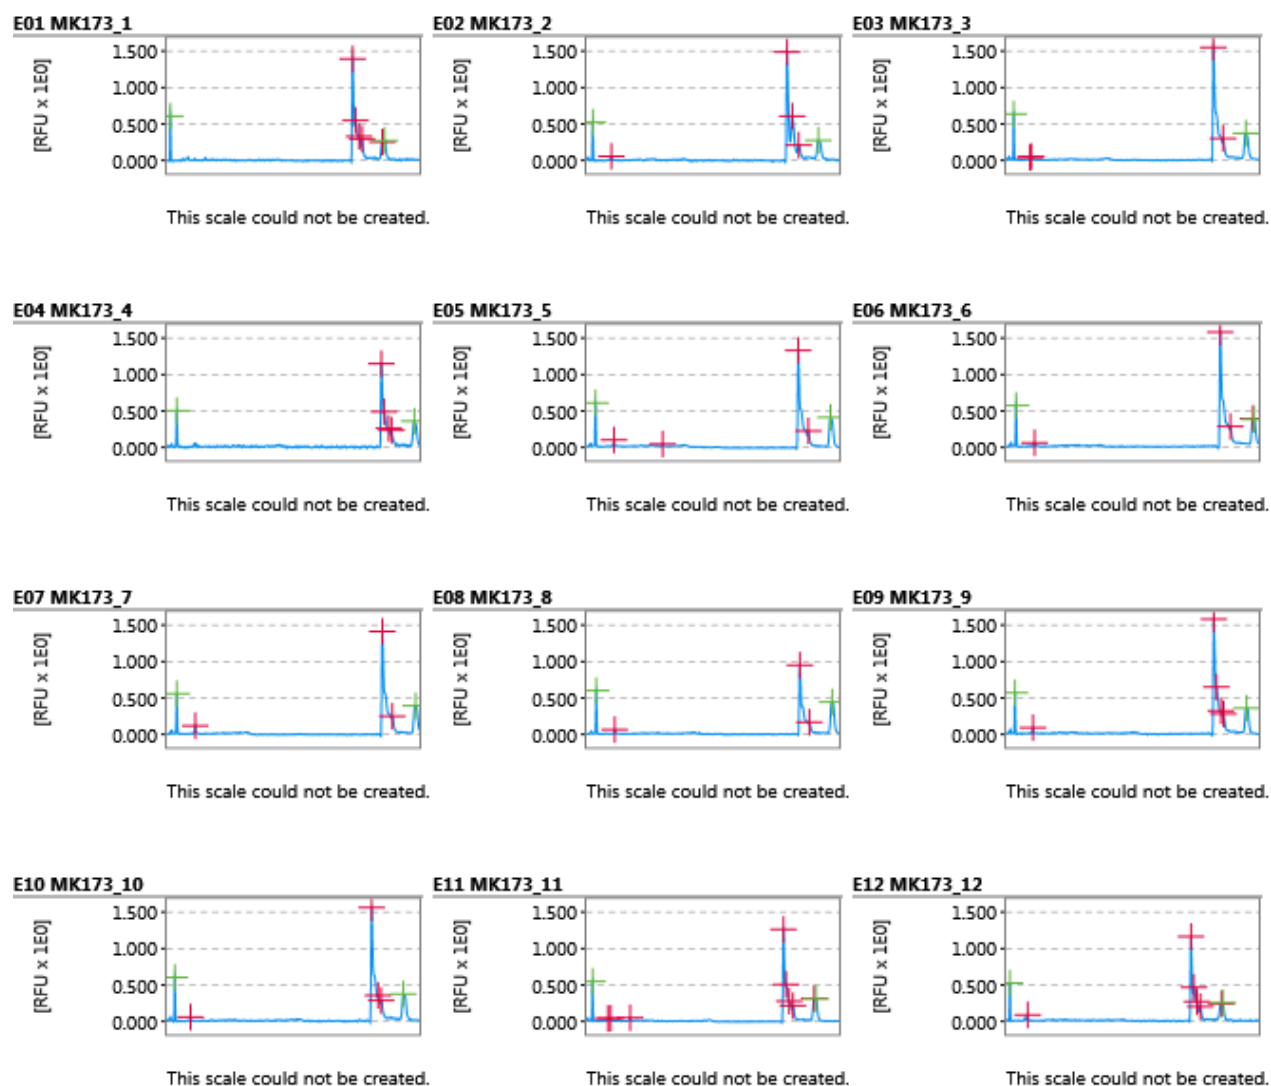 E01 MK173_1 E02 MK173_2 E03 MK173_3
[RFU x 1E0] 1.500 [RFU x 1E0] 1.500 [RFU x 1E0] 1.500
1.000 1.000 1.000
0.500 0.500 0.500
0.000 0.000 0.000
This scale could not be created. This scale could not be created. This scale could not be created.
E04 MK173_4 E05 MK173_5 E06 MK173_6
[RFU x 1E0] 1.500 [RFU x 1E0] 1.500 [RFU x 1E0] 1.500
1.000 1.000 1.000
0.500 0.500 0.500
0.000 0.000 0.000
This scale could not be created. This scale could not be created. This scale could not be created.
E07 MK173_7 E08 MK173_8 E09 MK173_9
[RFU x 1E0] 1.500 [RFU x 1E0] 1.500 [RFU x 1E0] 1.500
1.000 1.000 1.000
0.500 0.500 0.500
0.000 0.000 0.000
This scale could not be created. This scale could not be created. This scale could not be created.
E10 MK173_10 E11 MK173_11 E12 MK173_12
[RFU x 1E0] 1.500 [RFU x 1E0] 1.500 [RFU x 1E0] 1.500
1.000 1.000 1.000
0.500 0.500 0.500
0.000 0.000 0.000
This scale could not be created. This scale could not be created. This scale could not be created.